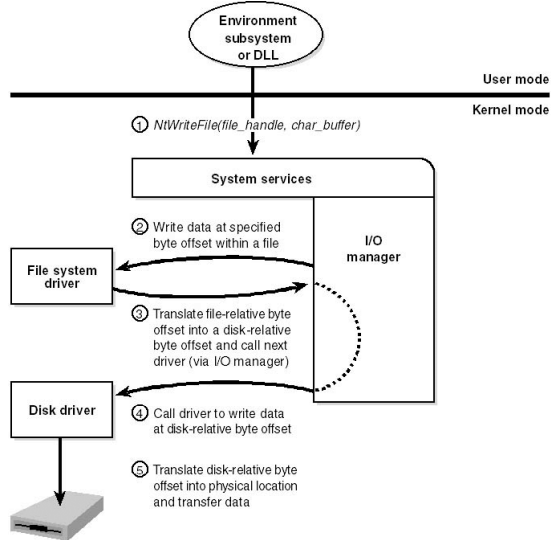 Environment
subsystem
or DLL
User mode
Kernel mode
① NtWriteFile(file_handle, char_buffer)
System services
② Write data at specified
byte offset within a file
I/O
manager
File system
driver
③ Translate file-relative byte
offset into a disk-relative
byte offset and call next
driver (via I/O manager)
Disk driver
④ Call driver to write data
at disk-relative byte offset
⑤ Translate disk-relative byte
offset into physical location
and transfer data